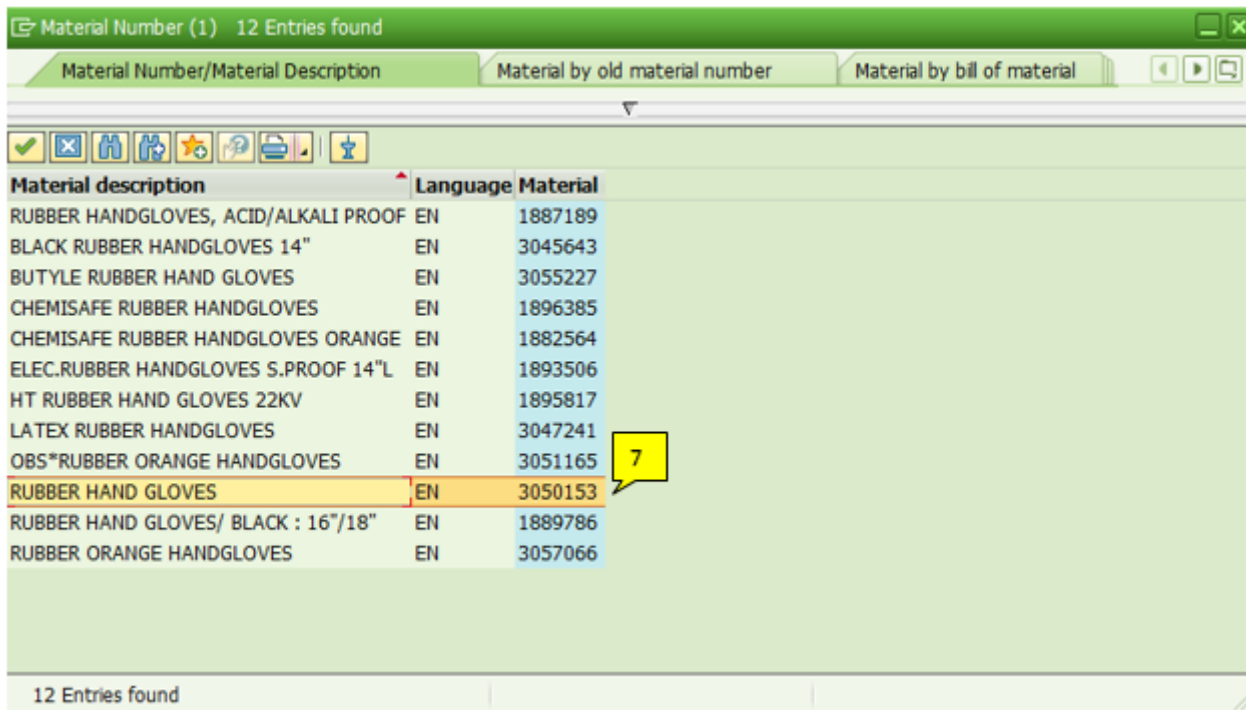 Material Number (1) 12 Entries found
Material Number/Material Description Material by old material number Material by bill of material
Material description Language Material
RUBBER HANDGLOVES, ACID/ALKALI PROOF EN 1887189
BLACK RUBBER HANDGLOVES 14" EN 3045643
BUTYLE RUBBER HAND GLOVES EN 3055227
CHEMISAFE RUBBER HANDGLOVES EN 1896385
CHEMISAFE RUBBER HANDGLOVES ORANGE EN 1882564
ELEC.RUBBER HANDGLOVES S.PROOF 14"L EN 1893506
HT RUBBER HAND GLOVES 22KV EN 1895817
LATEX RUBBER HANDGLOVES EN 3047241
OBS*RUBBER ORANGE HANDGLOVES EN 3051165 7
RUBBER HAND GLOVES EN 3050153
RUBBER HAND GLOVES/ BLACK : 16"/18" EN 1889786
RUBBER ORANGE HANDGLOVES EN 3057066
12 Entries found